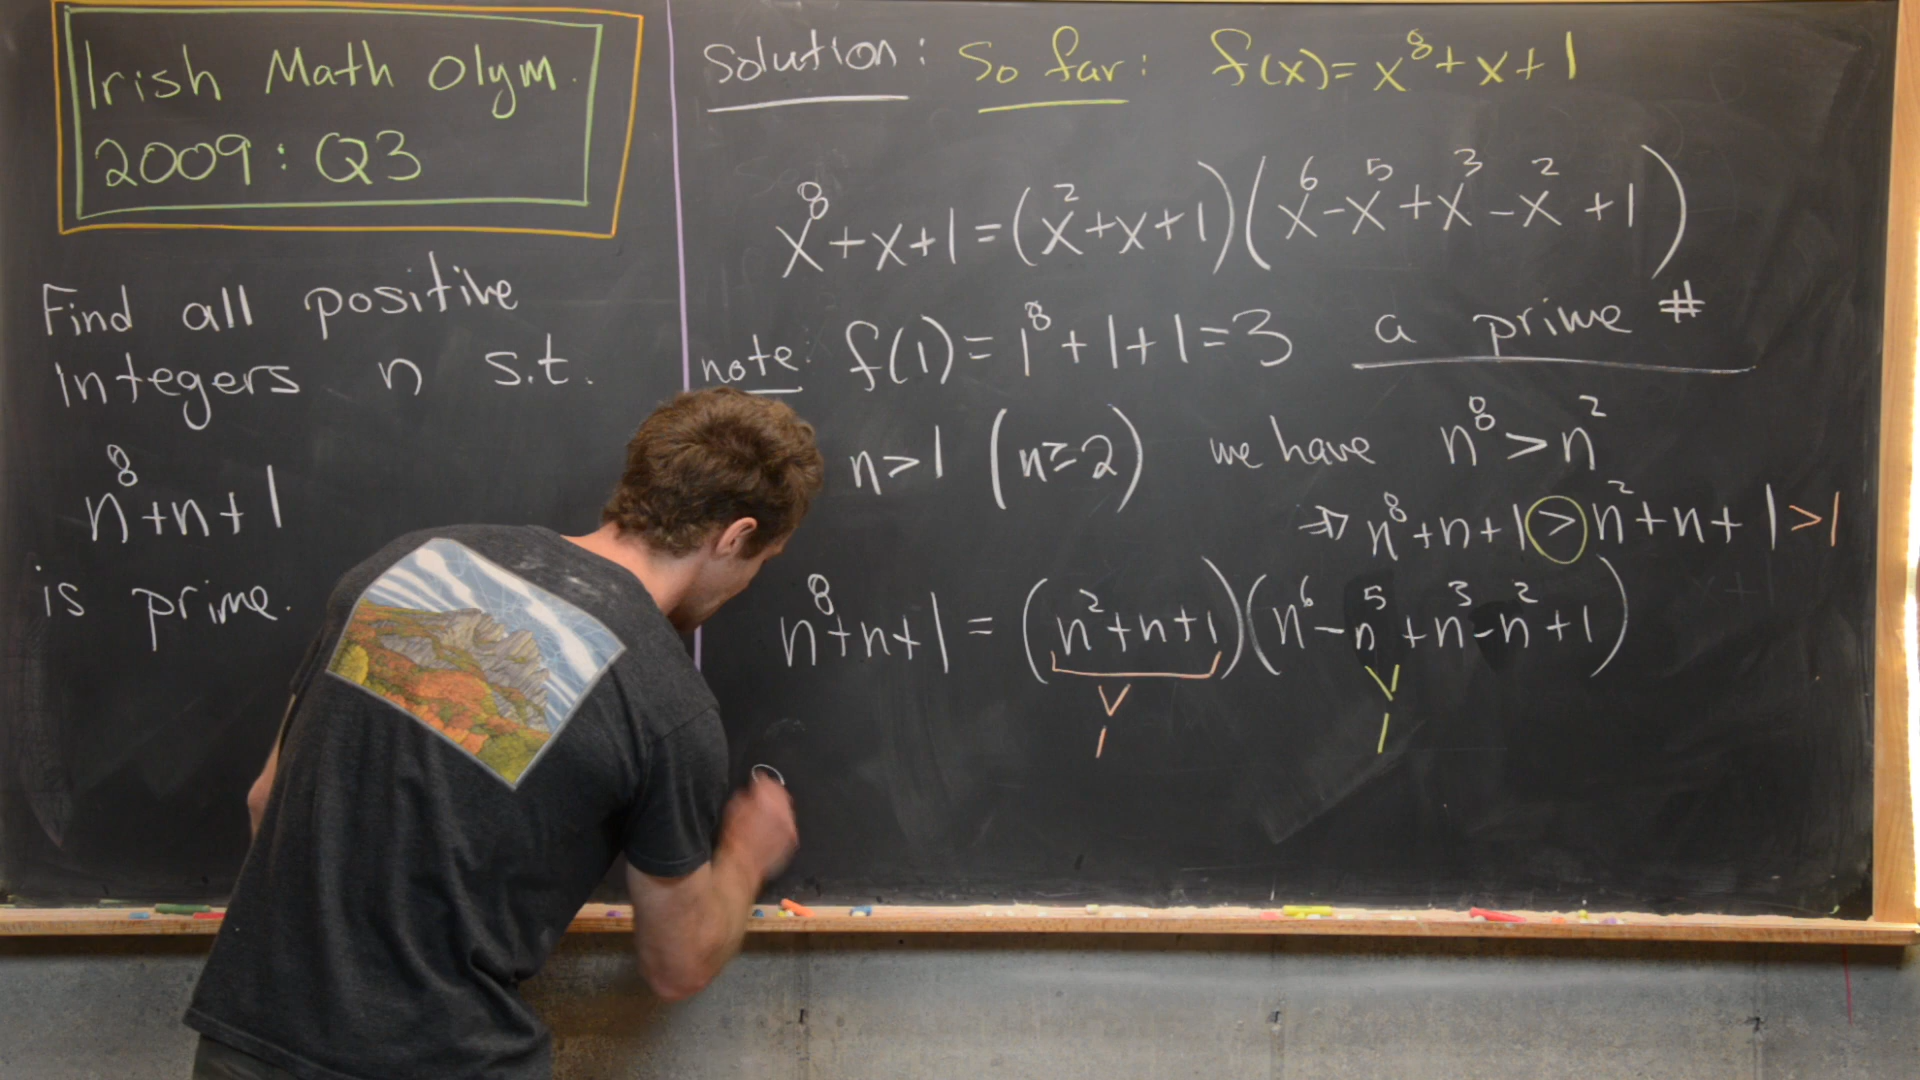 Irish Math Olym.
2009: Q3
Find all positive
integers n s.t.
n⁸+n+1
is prime.
Solution: So far: f(x)=x⁸+x+1
x⁸+x+1=(x²+x+1)(x⁶-x⁵+x³-x²+1)
note: f(1)=1⁸+1+1=3 a prime #
n>1 (n≥2) we have n⁸>n²
⇒ n⁸+n+1>n²+n+1>1
n⁸+n+1=(n²+n+1)(n⁶-n⁵+n³-n²+1)
V V
1 1